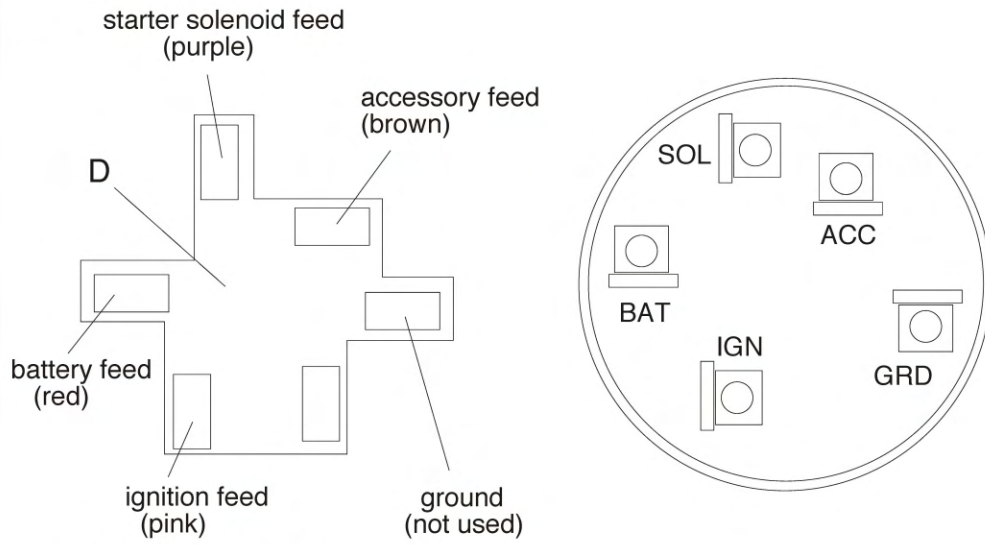 starter solenoid feed
(purple)
accessory feed
(brown)
D
battery feed
(red)
ignition feed
(pink)
ground
(not used)
SOL
ACC
BAT
IGN
GRD